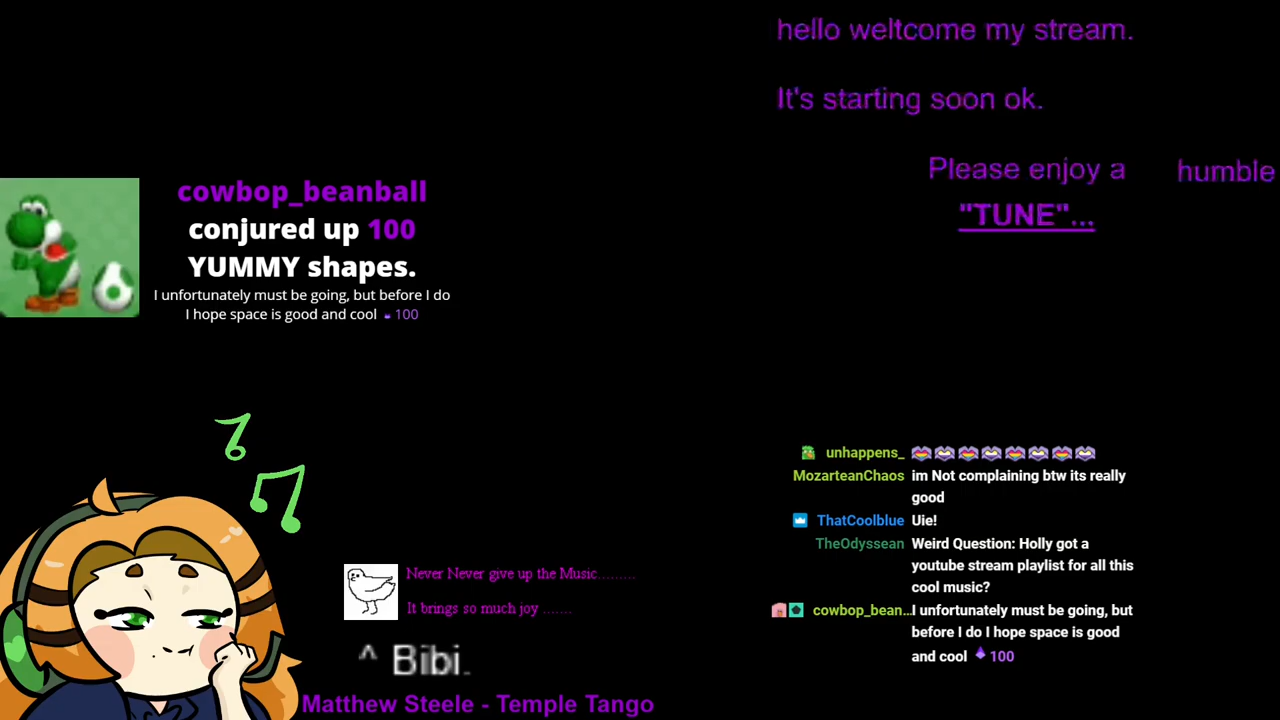 hello weltcome my stream.
It's starting soon ok.
Please enjoy a humble
"TUNE"...
cowbop_beanball
conjured up 100
YUMMY shapes.
I unfortunately must be going, but before I do
I hope space is good and cool 100
unhappens_
MozarteanChaos im Not complaining btw its really
good
ThatCoolblue Uie!
TheOdyssean Weird Question: Holly got a
youtube stream playlist for all this
cool music?
cowbop_bean... I unfortunately must be going, but
before I do I hope space is good
and cool 100
Never Never give up the Music.........
It brings so much joy .......
^ Bibi.
Matthew Steele - Temple Tango